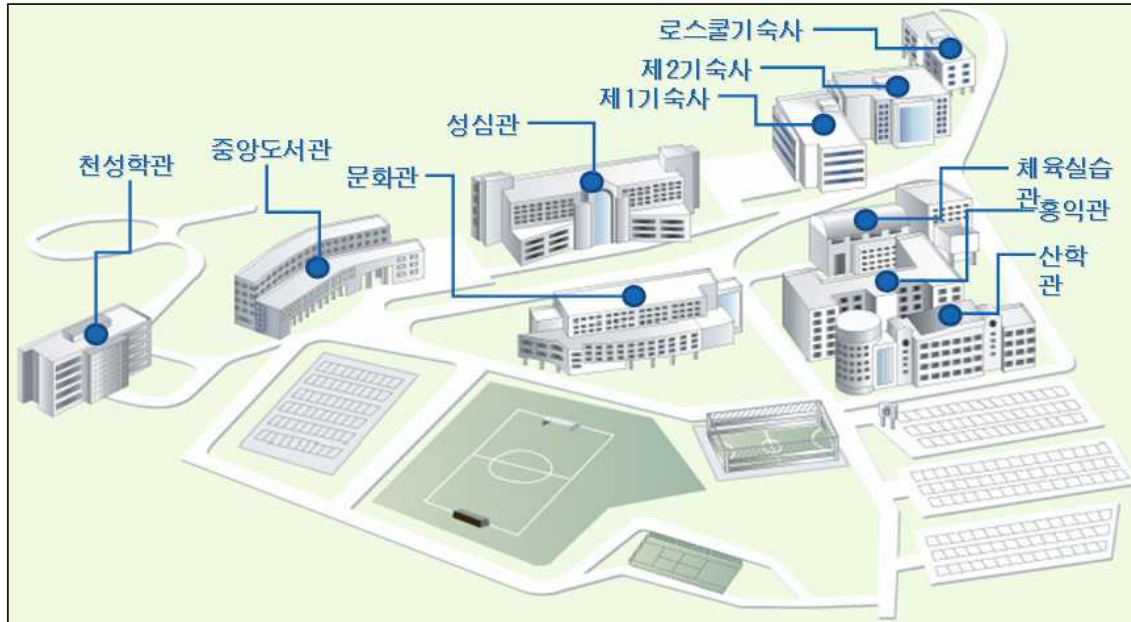 로스쿨기숙사
제2기숙사
제1기숙사
성심관
중앙도서관
천성학관
문화관
체육실습
관
홍익관
산학
관